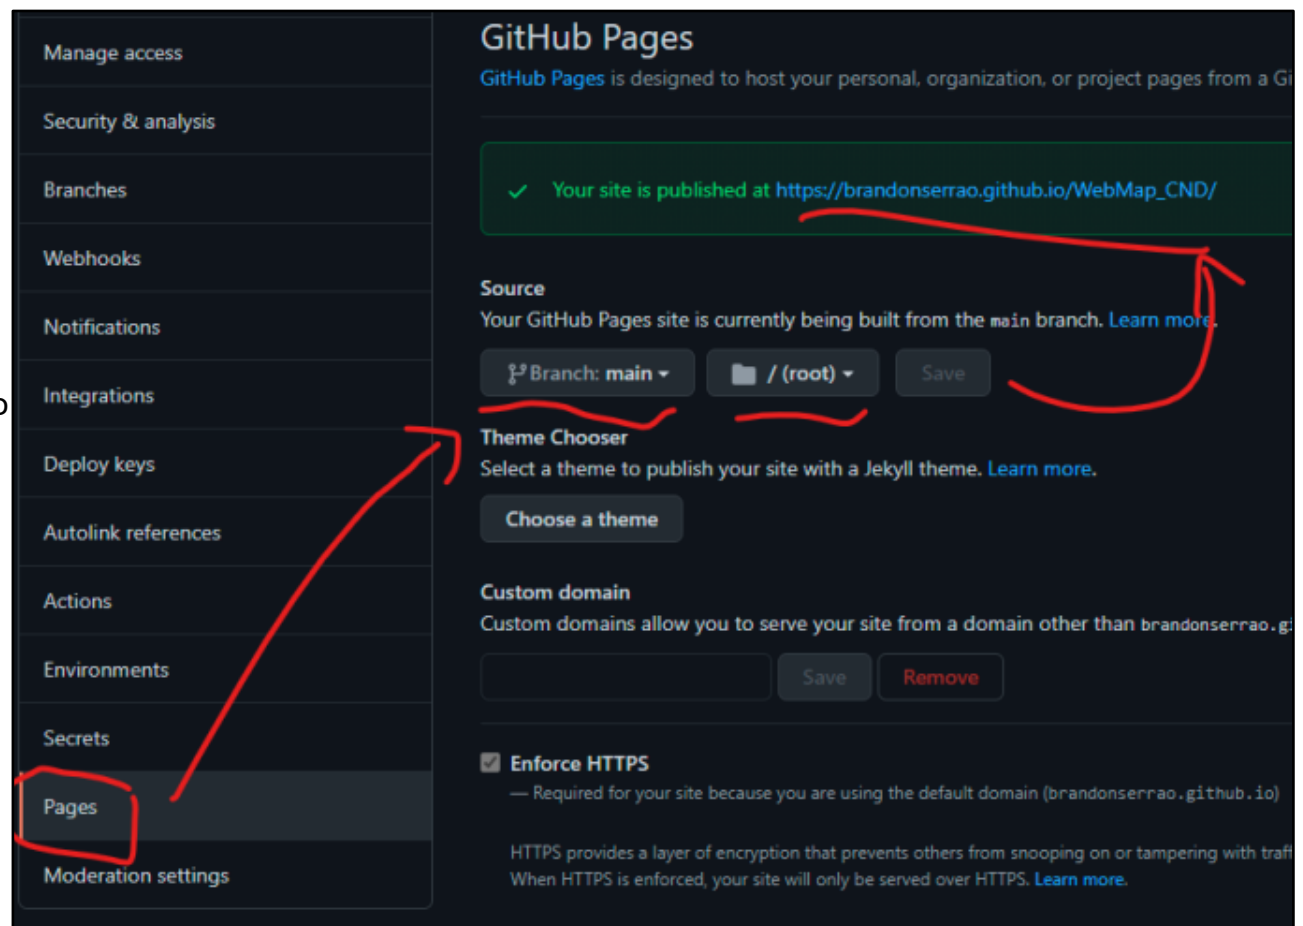 Manage access
Security & analysis
Branches
Webhooks
Notifications
Integrations
Deploy keys
Autolink references
Actions
Environments
Secrets
Pages
Moderation settings
GitHub Pages
GitHub Pages is designed to host your personal, organization, or project pages from a Gi
Your site is published at https://brandonserrao.github.io/WebMap_CND/
Source
Your GitHub Pages site is currently being built from the main branch. Learn more.
Branch: main
/ (root)
Save
Theme Chooser
Select a theme to publish your site with a Jekyll theme. Learn more.
Choose a theme
Custom domain
Custom domains allow you to serve your site from a domain other than brandonserrao.gi
Save
Remove
Enforce HTTPS
— Required for your site because you are using the default domain (brandonserrao.github.io)
HTTPS provides a layer of encryption that prevents others from snooping on or tampering with traff
When HTTPS is enforced, your site will only be served over HTTPS. Learn more.